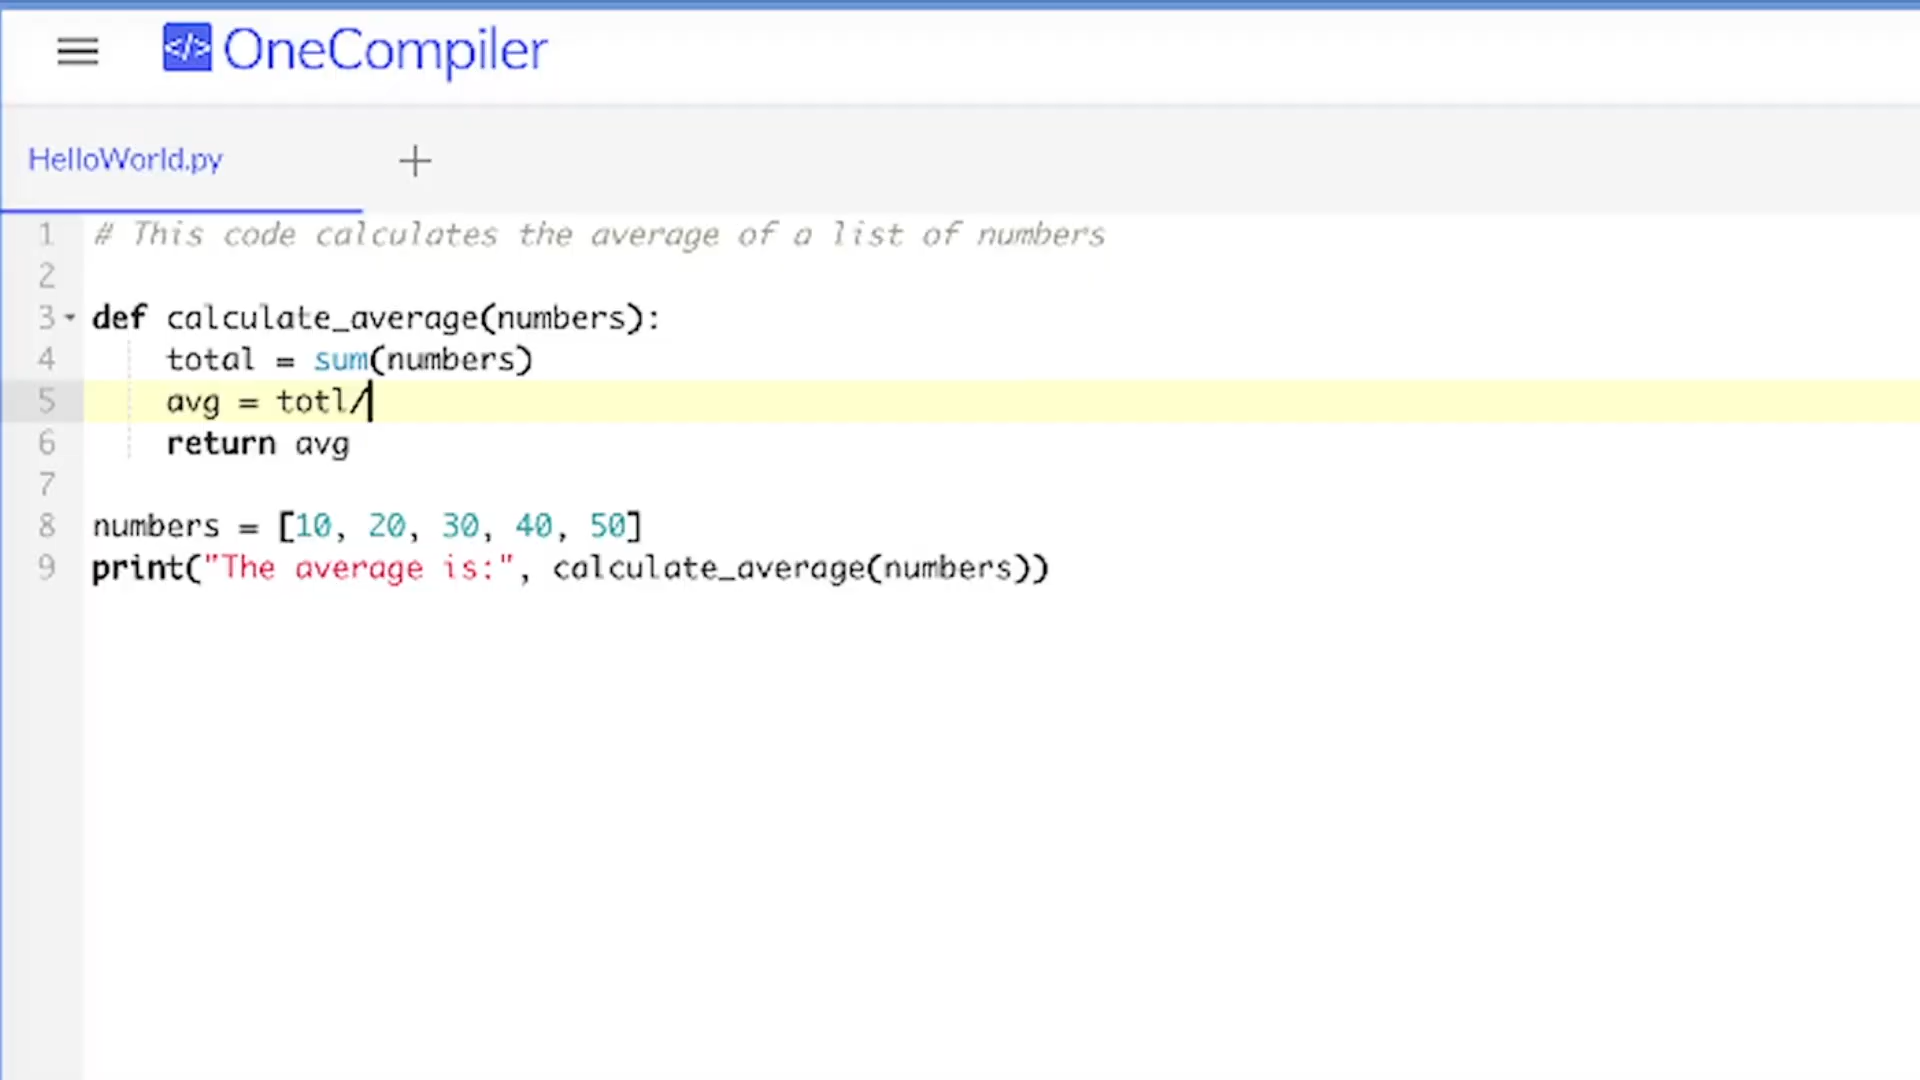 </> OneCompiler
HelloWorld.py +
1 # This code calculates the average of a list of numbers
2
3 def calculate_average(numbers):
4 total = sum(numbers)
5 avg = totl/
6 return avg
7
8 numbers = [10, 20, 30, 40, 50]
9 print("The average is:", calculate_average(numbers))